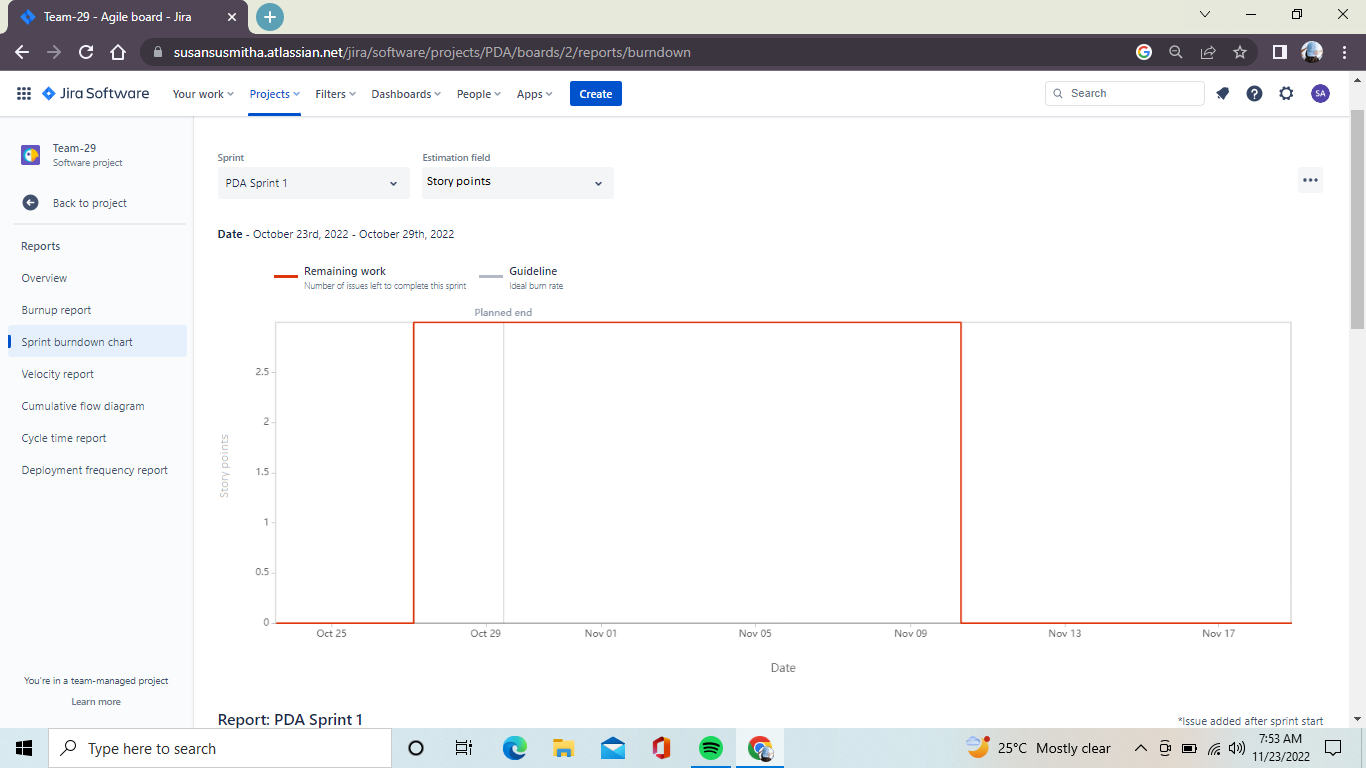 Team-29 - Agile board - Jira
susansusmitha.atlassian.net/jira/software/projects/PDA/boards/2/reports/burndown
Jira Software
Your work
Projects
Filters
Dashboards
People
Apps
Create
Search
SA
Team-29
Software project
Back to project
Reports
Overview
Burnup report
Sprint burndown chart
Velocity report
Cumulative flow diagram
Cycle time report
Deployment frequency report
You're in a team-managed project
Learn more
Sprint
Estimation field
PDA Sprint 1
Story points
Date - October 23rd, 2022 - October 29th, 2022
Remaining work
Number of issues left to complete this sprint
Guideline
Ideal burn rate
Planned end
2.5
2
1.5
1
0.5
0
Story points
Oct 25
Oct 29
Nov 01
Nov 05
Nov 09
Nov 13
Nov 17
Date
Report: PDA Sprint 1
*Issue added after sprint start
Type here to search
25°C Mostly clear
7:53 AM
11/23/2022